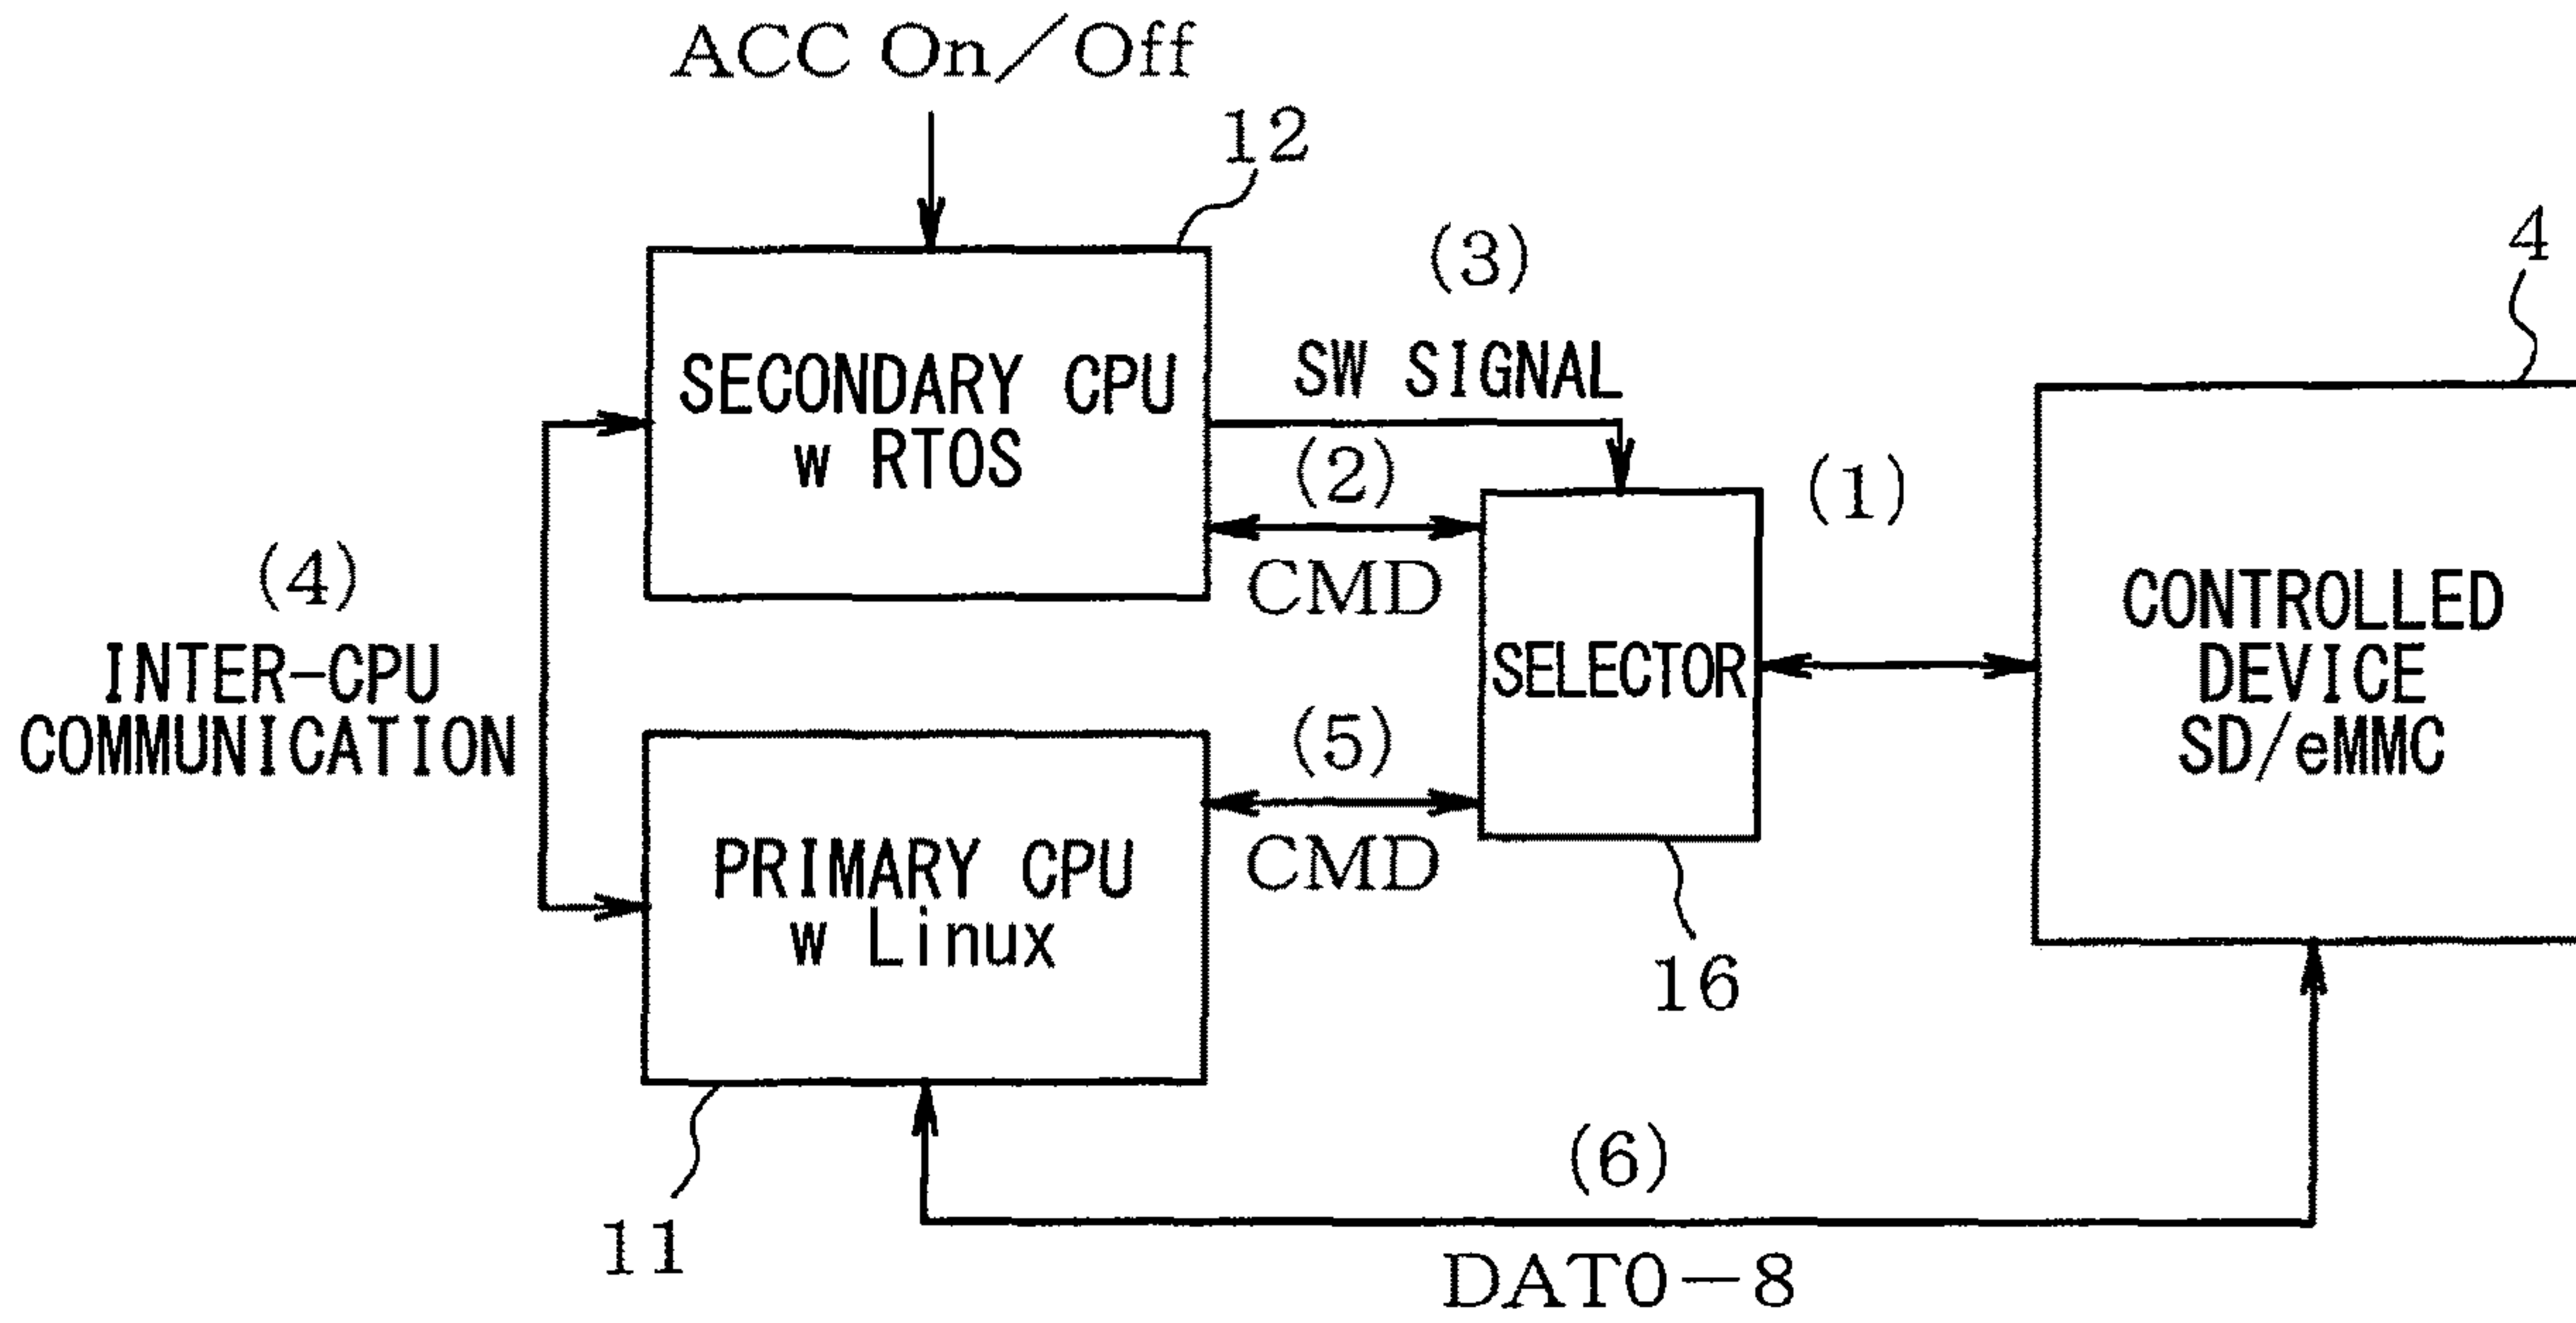 ACC On/Off
12
(3)
4
SECONDARY CPU
w RTOS
SW SIGNAL
(2)
CMD
(1)
(4)
INTER-CPU
COMMUNICATION
SELECTOR
CONTROLLED
DEVICE
SD/eMMC
(5)
CMD
PRIMARY CPU
w Linux
16
11
(6)
DAT0-8